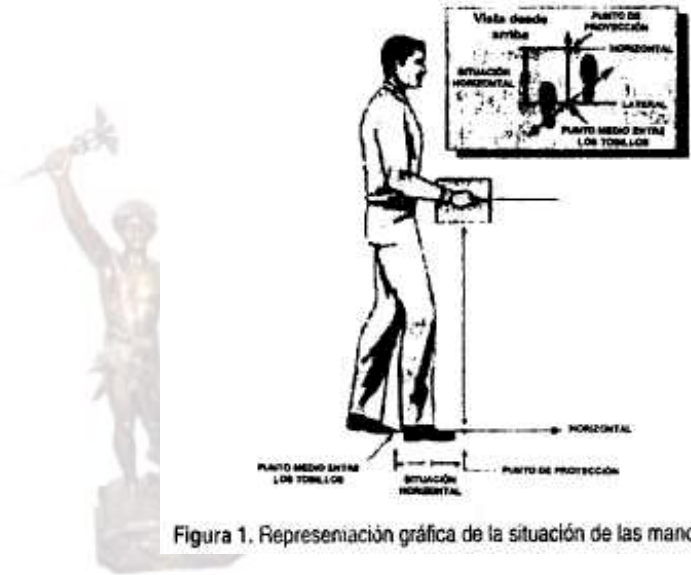 Vista desde
arriba
PUNTO DE
PROYECCIÓN
HORIZONTAL
SITUACIÓN
HORIZONTAL
LATERAL
PUNTO MEDIO ENTRE
LOS TOBILLOS
HORIZONTAL
PUNTO MEDIO ENTRE
LOS TOBILLOS
SITUACIÓN
HORIZONTAL
PUNTO DE PROYECCIÓN
Figura 1. Representación gráfica de la situación de las mano